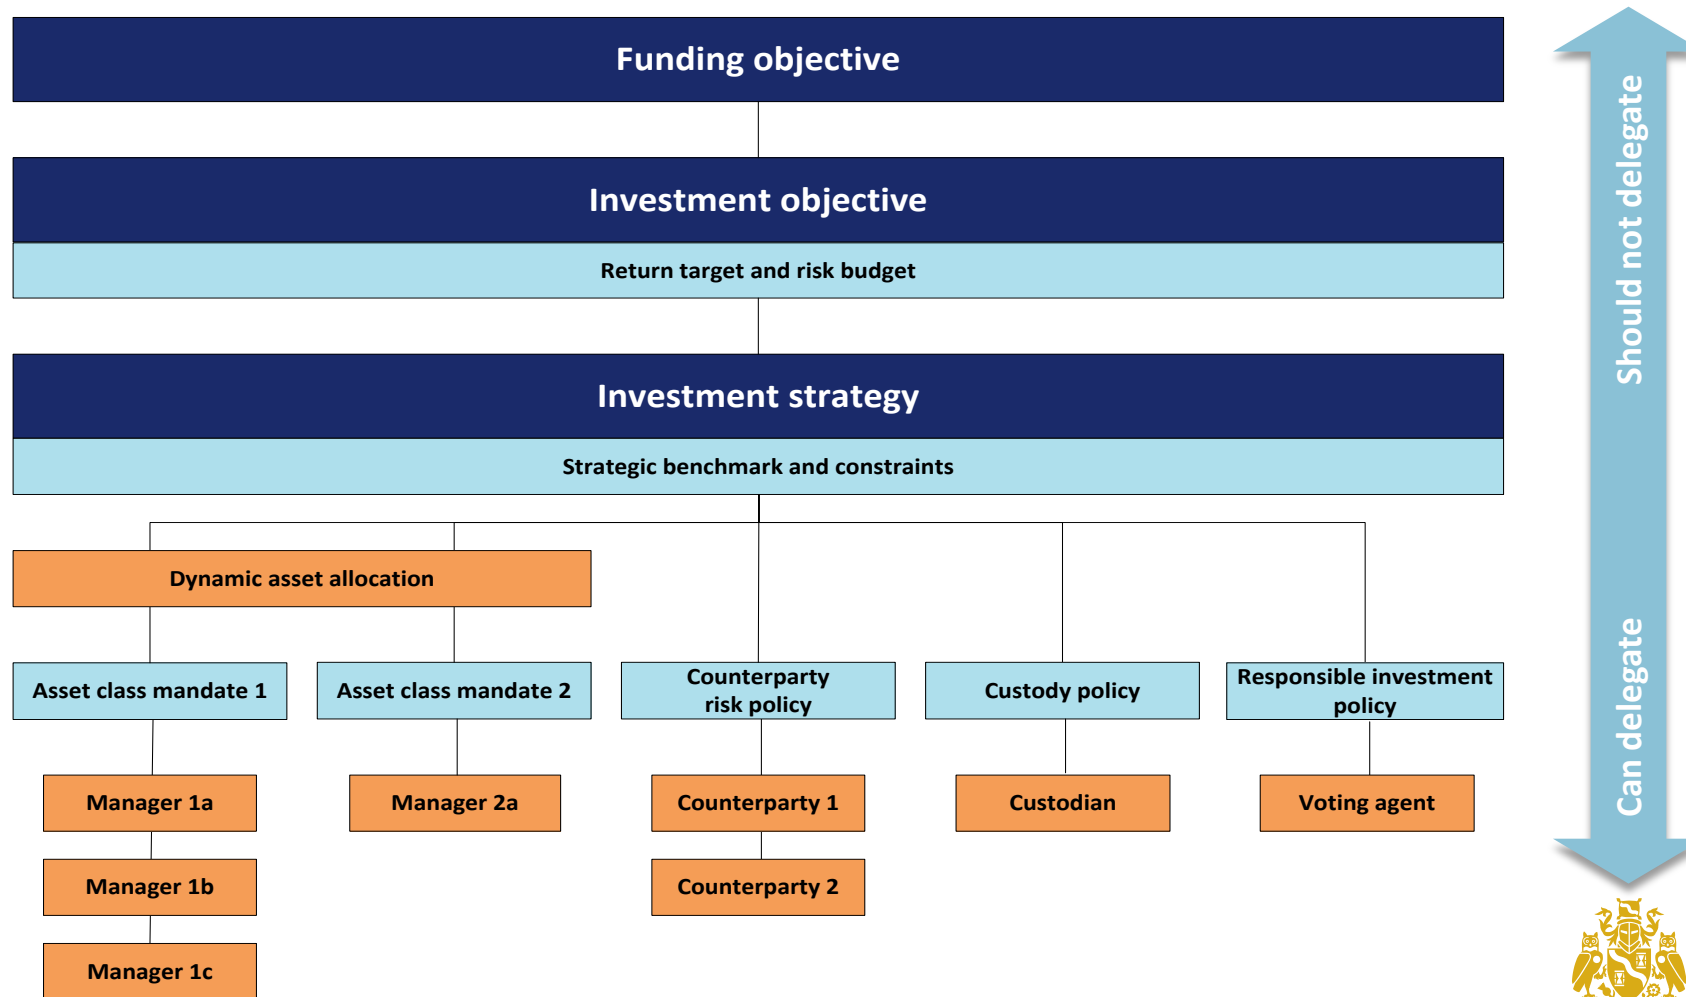 Funding objective
Investment objective
Return target and risk budget
Investment strategy
Strategic benchmark and constraints
Dynamic asset allocation
Asset class mandate 1
Asset class mandate 2
Counterparty
risk policy
Custody policy
Responsible investment
policy
Manager 1a
Manager 2a
Counterparty 1
Custodian
Voting agent
Manager 1b
Counterparty 2
Manager 1c
Should not delegate
Can delegate